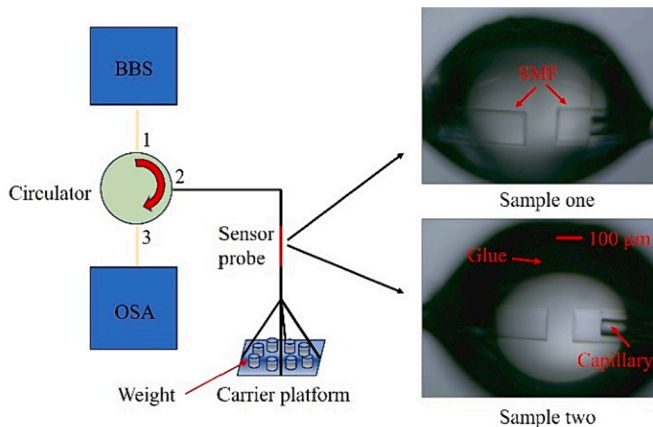 BBS
1
2
Circulator
3
Sensor
probe
OSA
Weight
Carrier platform
SMF
Sample one
100 μm
Glue
Capillary
Sample two